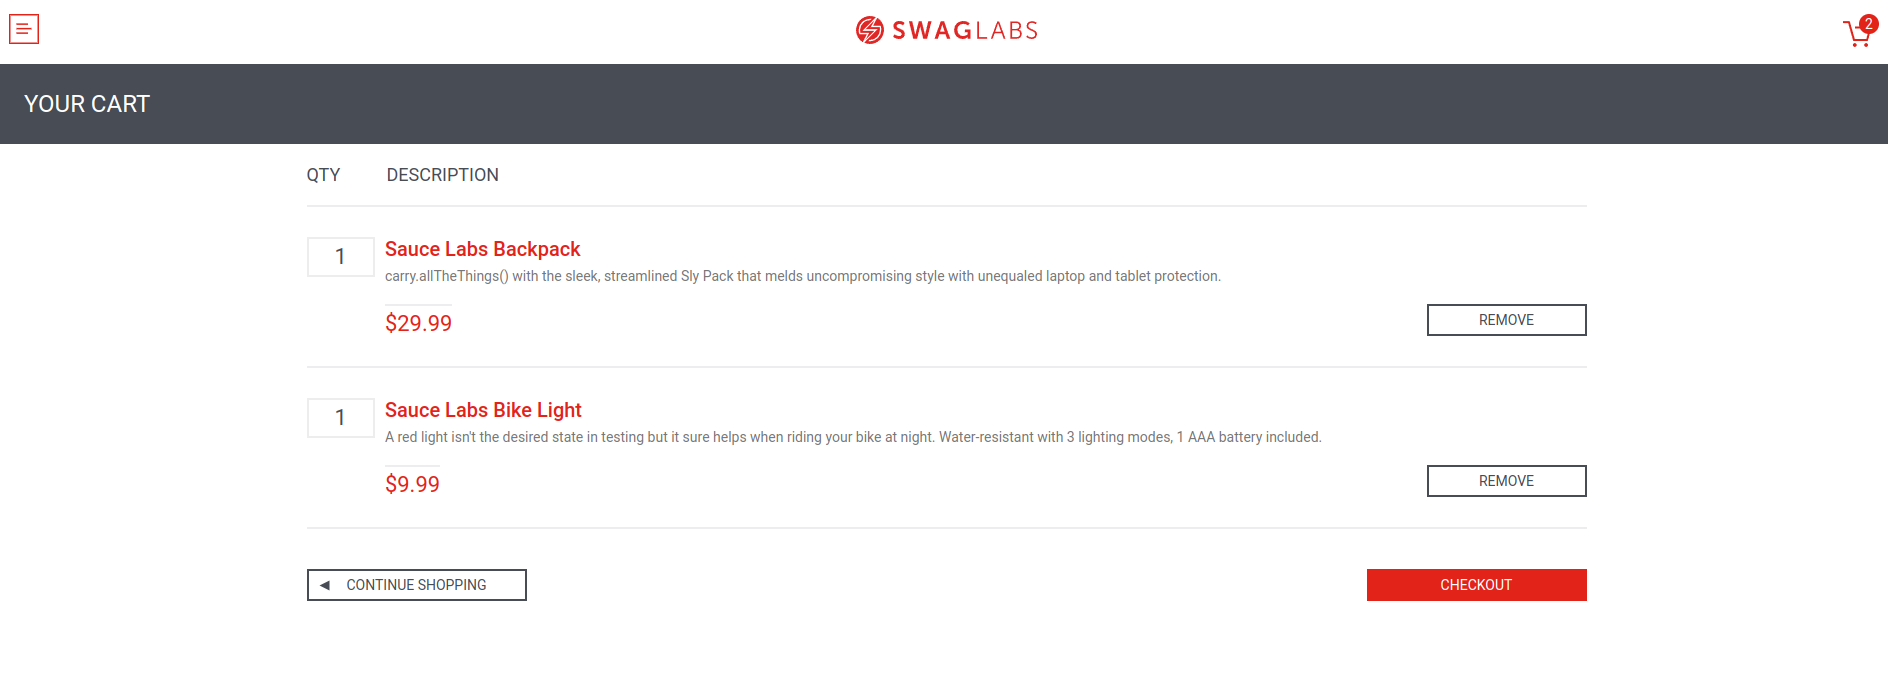 SWAGLABS
2
YOUR CART
QTY DESCRIPTION
1 Sauce Labs Backpack
carry.allTheThings() with the sleek, streamlined Sly Pack that melds uncompromising style with unequaled laptop and tablet protection.
$29.99 REMOVE
1 Sauce Labs Bike Light
A red light isn't the desired state in testing but it sure helps when riding your bike at night. Water-resistant with 3 lighting modes, 1 AAA battery included.
$9.99 REMOVE
CONTINUE SHOPPING CHECKOUT